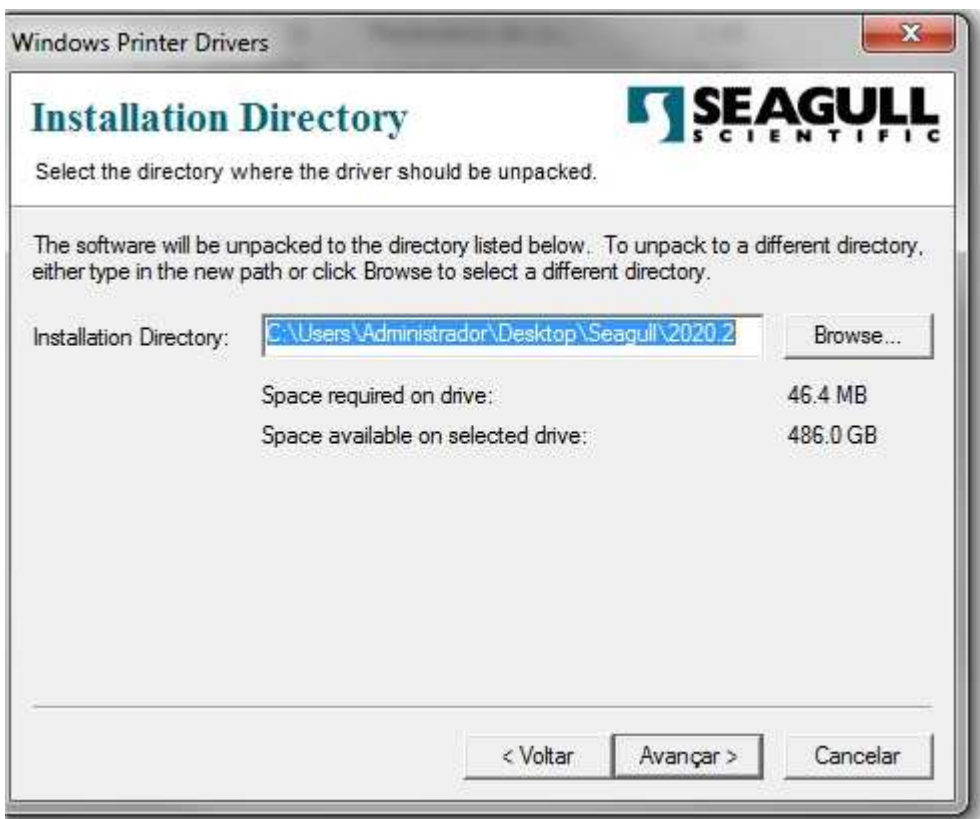 Windows Printer Drivers
Installation Directory
SEAGULL
SCIENTIFIC
Select the directory where the driver should be unpacked.
The software will be unpacked to the directory listed below. To unpack to a different directory,
either type in the new path or click Browse to select a different directory.
Installation Directory: C:\Users\Administrador\Desktop\Seagull\2020.2 Browse...
Space required on drive: 46.4 MB
Space available on selected drive: 486.0 GB
< Voltar Avançar > Cancelar